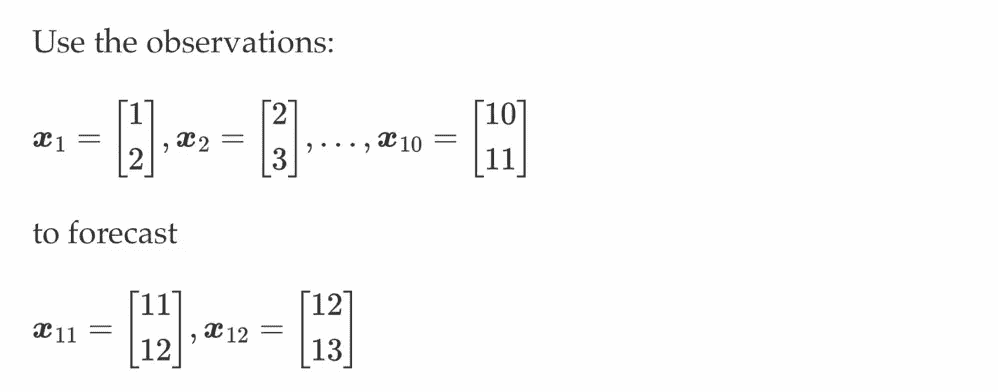 Use the observations:
x₁ = [1 2], x₂ = [2 3], . . . , x₁₀ = [10 11]
to forecast
x₁₁ = [11 12], x₁₂ = [12 13]